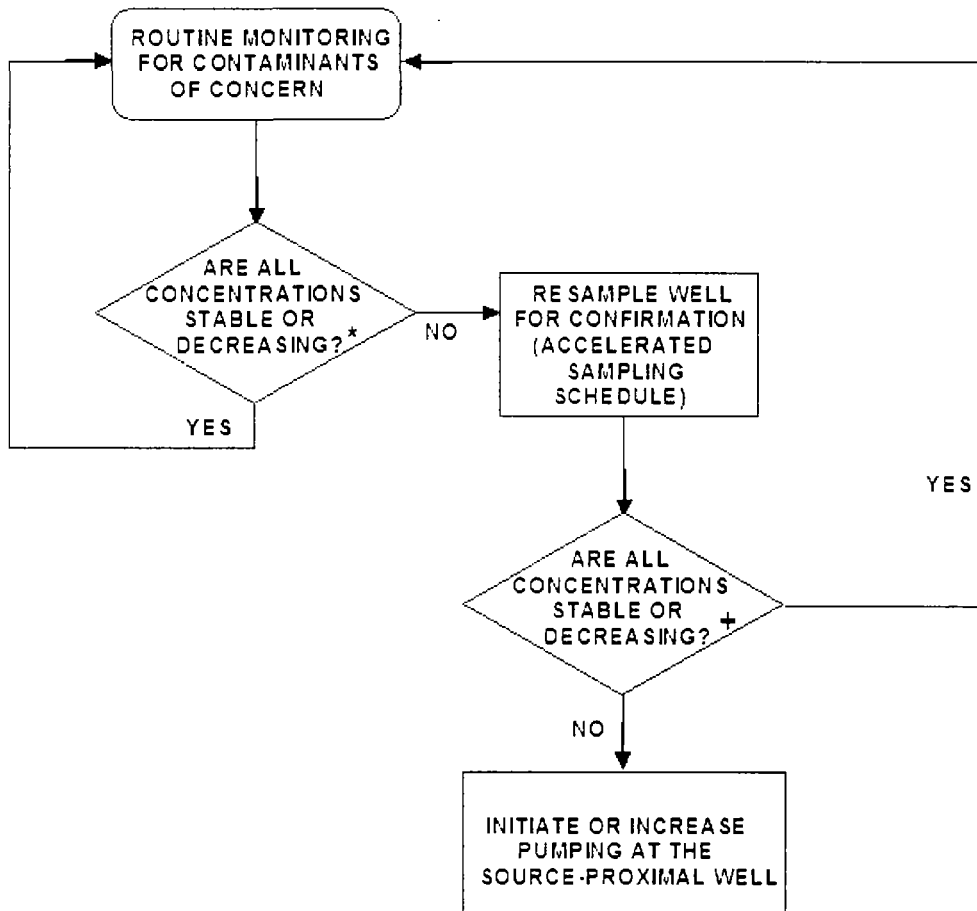 ROUTINE MONITORING
FOR CONTAMINANTS
OF CONCERN
ARE ALL
CONCENTRATIONS
STABLE OR
DECREASING?*
NO
YES
RESAMPLE WELL
FOR CONFIRMATION
(ACCELERATED
SAMPLING
SCHEDULE)
YES
ARE ALL
CONCENTRATIONS
STABLE OR
DECREASING? +
NO
INITIATE OR INCREASE
PUMPING AT THE
SOURCE-PROXIMAL WELL